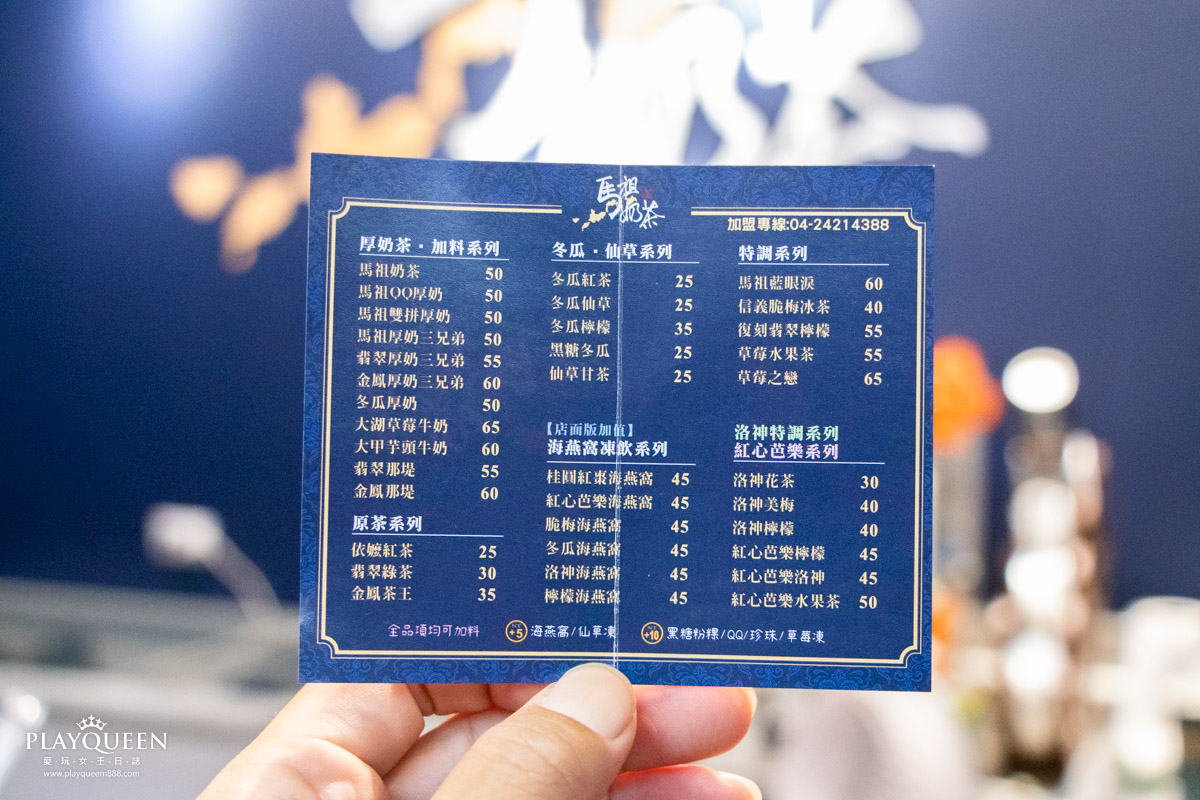 馬祖奶茶
加盟專線:04-24214388
厚奶茶·加料系列
馬祖奶茶 50
馬祖QQ厚奶 50
馬祖雙拼厚奶 50
馬祖厚奶三兄弟 50
翡翠厚奶三兄弟 55
金鳳厚奶三兄弟 60
冬瓜厚奶 50
大湖草莓牛奶 65
大甲芋頭牛奶 60
翡翠那堤 55
金鳳那堤 60
原茶系列
依嬤紅茶 25
翡翠綠茶 30
金鳳茶王 35
冬瓜·仙草系列
冬瓜紅茶 25
冬瓜仙草 25
冬瓜檸檬 35
黑糖冬瓜 25
仙草甘茶 25
【店面版加值】
海燕窩凍飲系列
桂圓紅棗海燕窩 45
紅心芭樂海燕窩 45
脆梅海燕窩 45
冬瓜海燕窩 45
洛神海燕窩 45
檸檬海燕窩 45
特調系列
馬祖藍眼淚 60
信義脆梅冰茶 40
復刻翡翠檸檬 55
草莓水果茶 55
草莓之戀 65
洛神特調系列
紅心芭樂系列
洛神花茶 30
洛神美梅 40
洛神檸檬 40
紅心芭樂檸檬 45
紅心芭樂洛神 45
紅心芭樂水果茶 50
全品項均可加料 NT +5 海燕窩/仙草凍 NT +10 黑糖粉粿/QQ/珍珠/草莓凍
PLAYQUEEN
愛·玩·女·王·日·誌
www.playqueen888.com